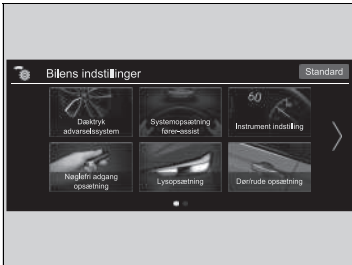 Bilens indstillinger
Standard
Dæktryk
advarselssystem
Systemopsætning
fører-assist
60
Instrument indstilling
Nøglefri adgang
opsætning
Lysopsætning
Dør/rude opsætning